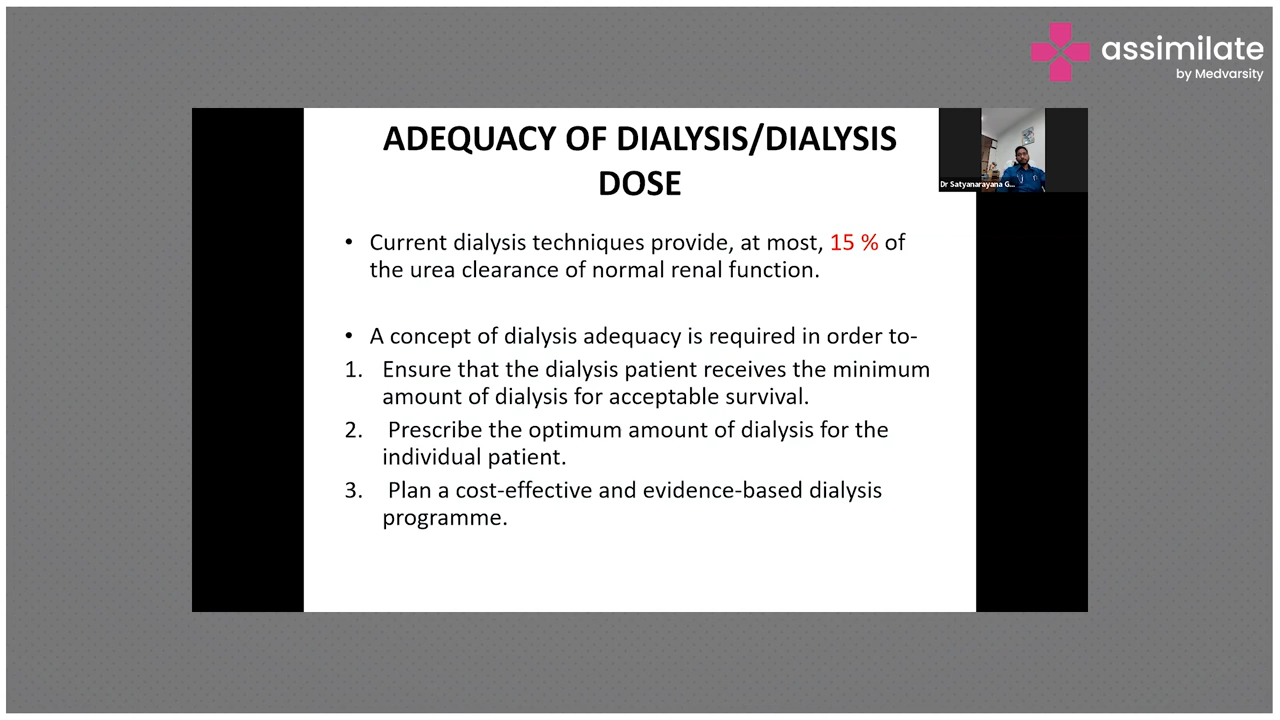 assimilate
by Medvarsity
ADEQUACY OF DIALYSIS/DIALYSIS
DOSE
Dr Satyanarayana G...
• Current dialysis techniques provide, at most, 15 % of
the urea clearance of normal renal function.
• A concept of dialysis adequacy is required in order to-
1. Ensure that the dialysis patient receives the minimum
amount of dialysis for acceptable survival.
2. Prescribe the optimum amount of dialysis for the
individual patient.
3. Plan a cost-effective and evidence-based dialysis
programme.